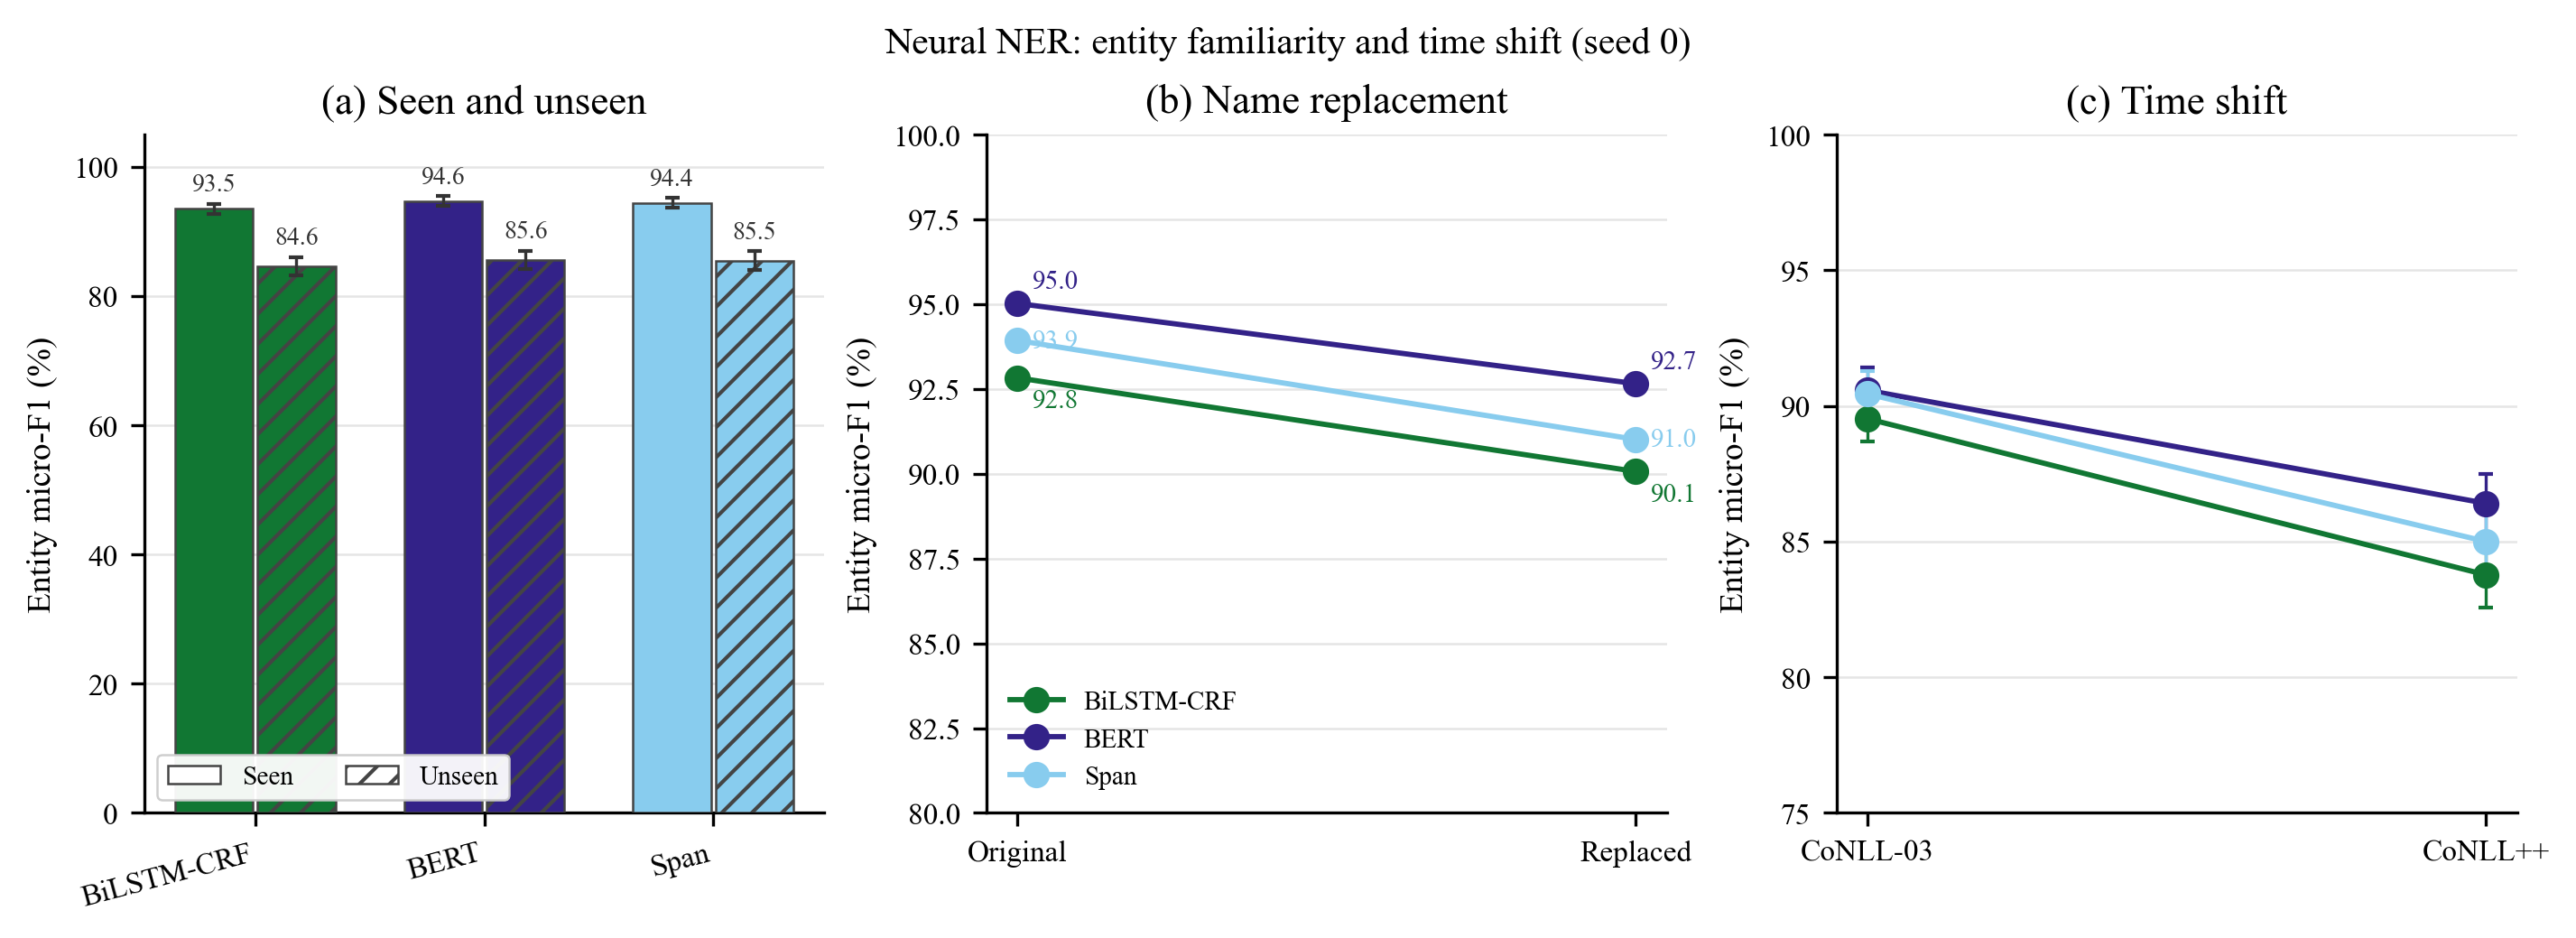 Neural NER: entity familiarity and time shift (seed 0)
(a) Seen and unseen
Entity micro-F1 (%)
100
80
60
40
20
0
93.5
84.6
94.6
85.6
94.4
85.5
Seen
Unseen
BiLSTM-CRF
BERT
Span
(b) Name replacement
Entity micro-F1 (%)
100.0
97.5
95.0
92.5
90.0
87.5
85.0
82.5
80.0
95.0
93.9
92.8
92.7
91.0
90.1
BiLSTM-CRF
BERT
Span
Original
Replaced
(c) Time shift
Entity micro-F1 (%)
100
95
90
85
80
75
CoNLL-03
CoNLL++